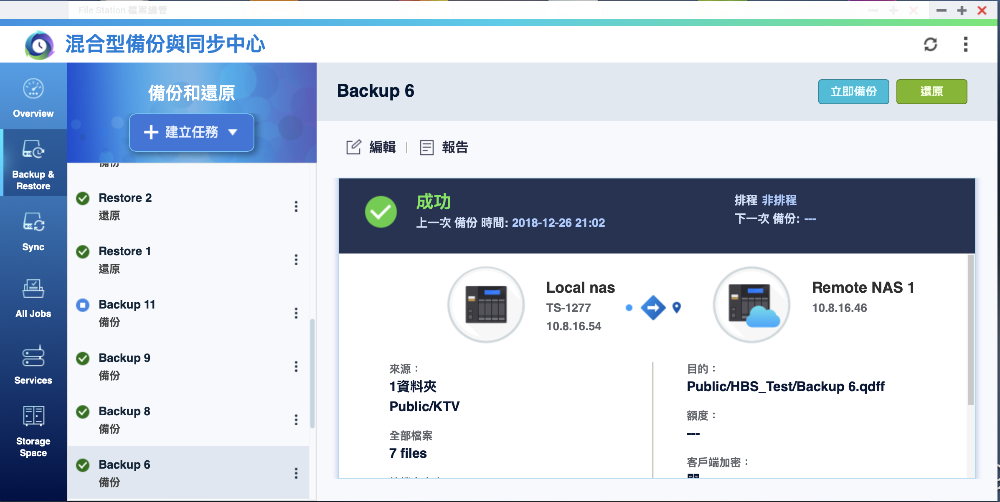 File Station 檔案總管
混合型備份與同步中心
Overview
Backup &
Restore
Sync
All Jobs
Services
Storage
Space
備份和還原
建立任務
備份
Restore 2
還原
Restore 1
還原
Backup 11
備份
Backup 9
備份
Backup 8
備份
Backup 6
備份
Backup 6
立即備份
還原
編輯 | 報告
成功
上一次 備份 時間: 2018-12-26 21:02
排程 非排程
下一次 備份: ---
Local nas
TS-1277
10.8.16.54
Remote NAS 1
10.8.16.46
來源：
1資料夾
Public/KTV
全部檔案
7 files
目的：
Public/HBS_Test/Backup 6.qdff
額度：
---
客戶端加密：